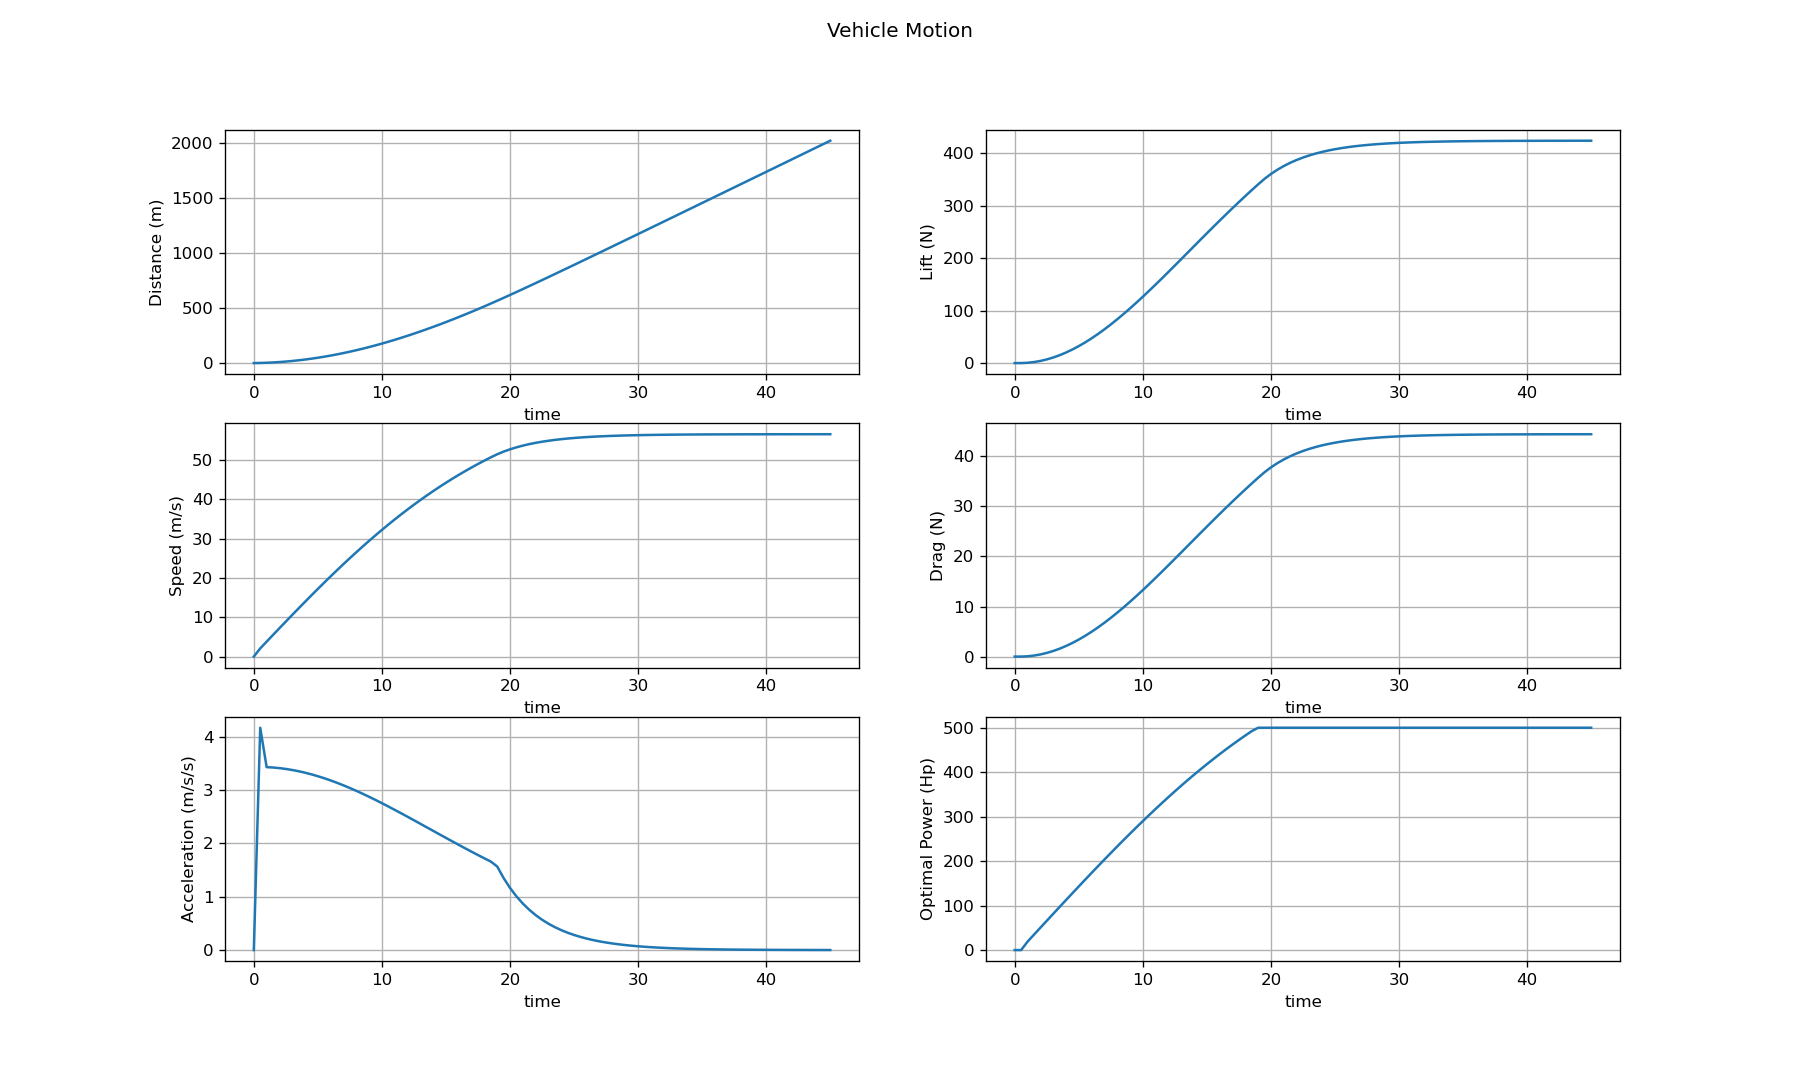 Vehicle Motion
2000
1500
1000
500
0
Distance (m)
0 10 20 30 40
time
400
300
200
100
0
Lift (N)
0 10 20 30 40
time
50
40
30
20
10
0
Speed (m/s)
0 10 20 30 40
time
40
30
20
10
0
Drag (N)
0 10 20 30 40
time
4
3
2
1
0
Acceleration (m/s/s)
0 10 20 30 40
time
500
400
300
200
100
0
Optimal Power (Hp)
0 10 20 30 40
time